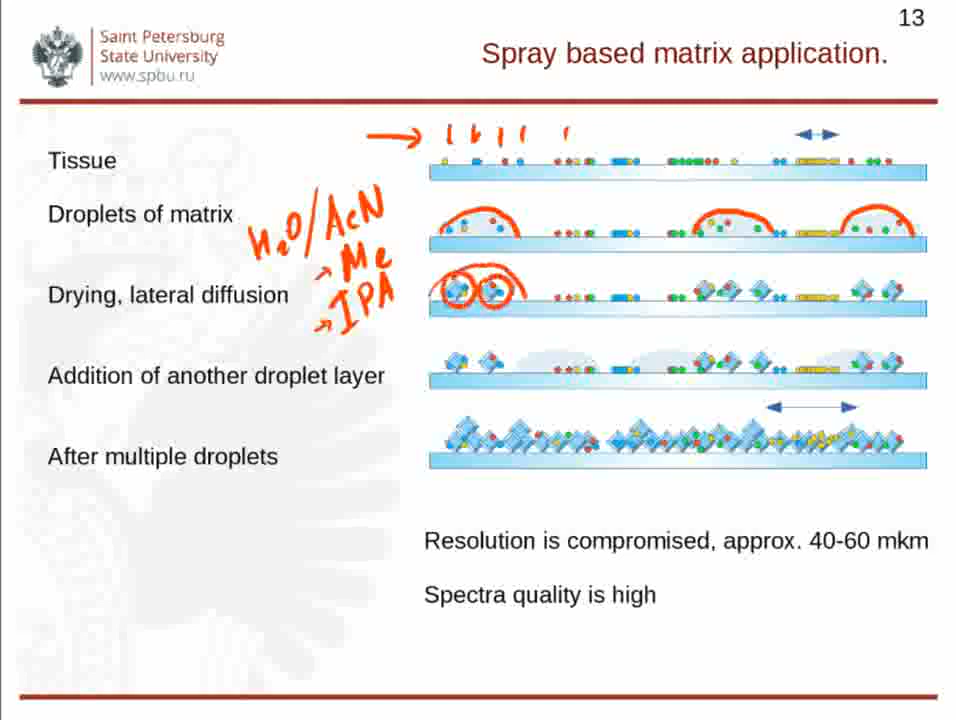 13
Saint Petersburg
State University
www.spbu.ru
Spray based matrix application.
Tissue
Droplets of matrix
H2O/AcN
Me
IPA
Drying, lateral diffusion
Addition of another droplet layer
After multiple droplets
Resolution is compromised, approx. 40-60 mkm
Spectra quality is high